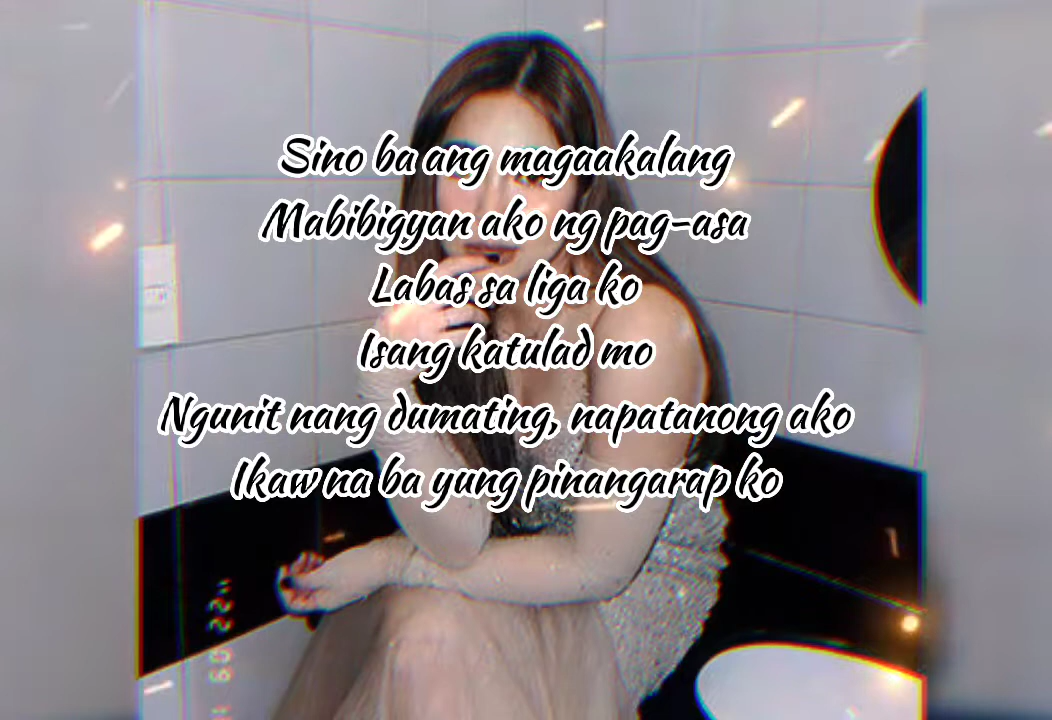 Sino ba ang magaakalang
Mabibigyan ako ng pag-asa
Labas sa liga ko
Isang katulad mo
Ngunit nang dumating, napatanong ako
Ikaw na ba yung pinangarap ko